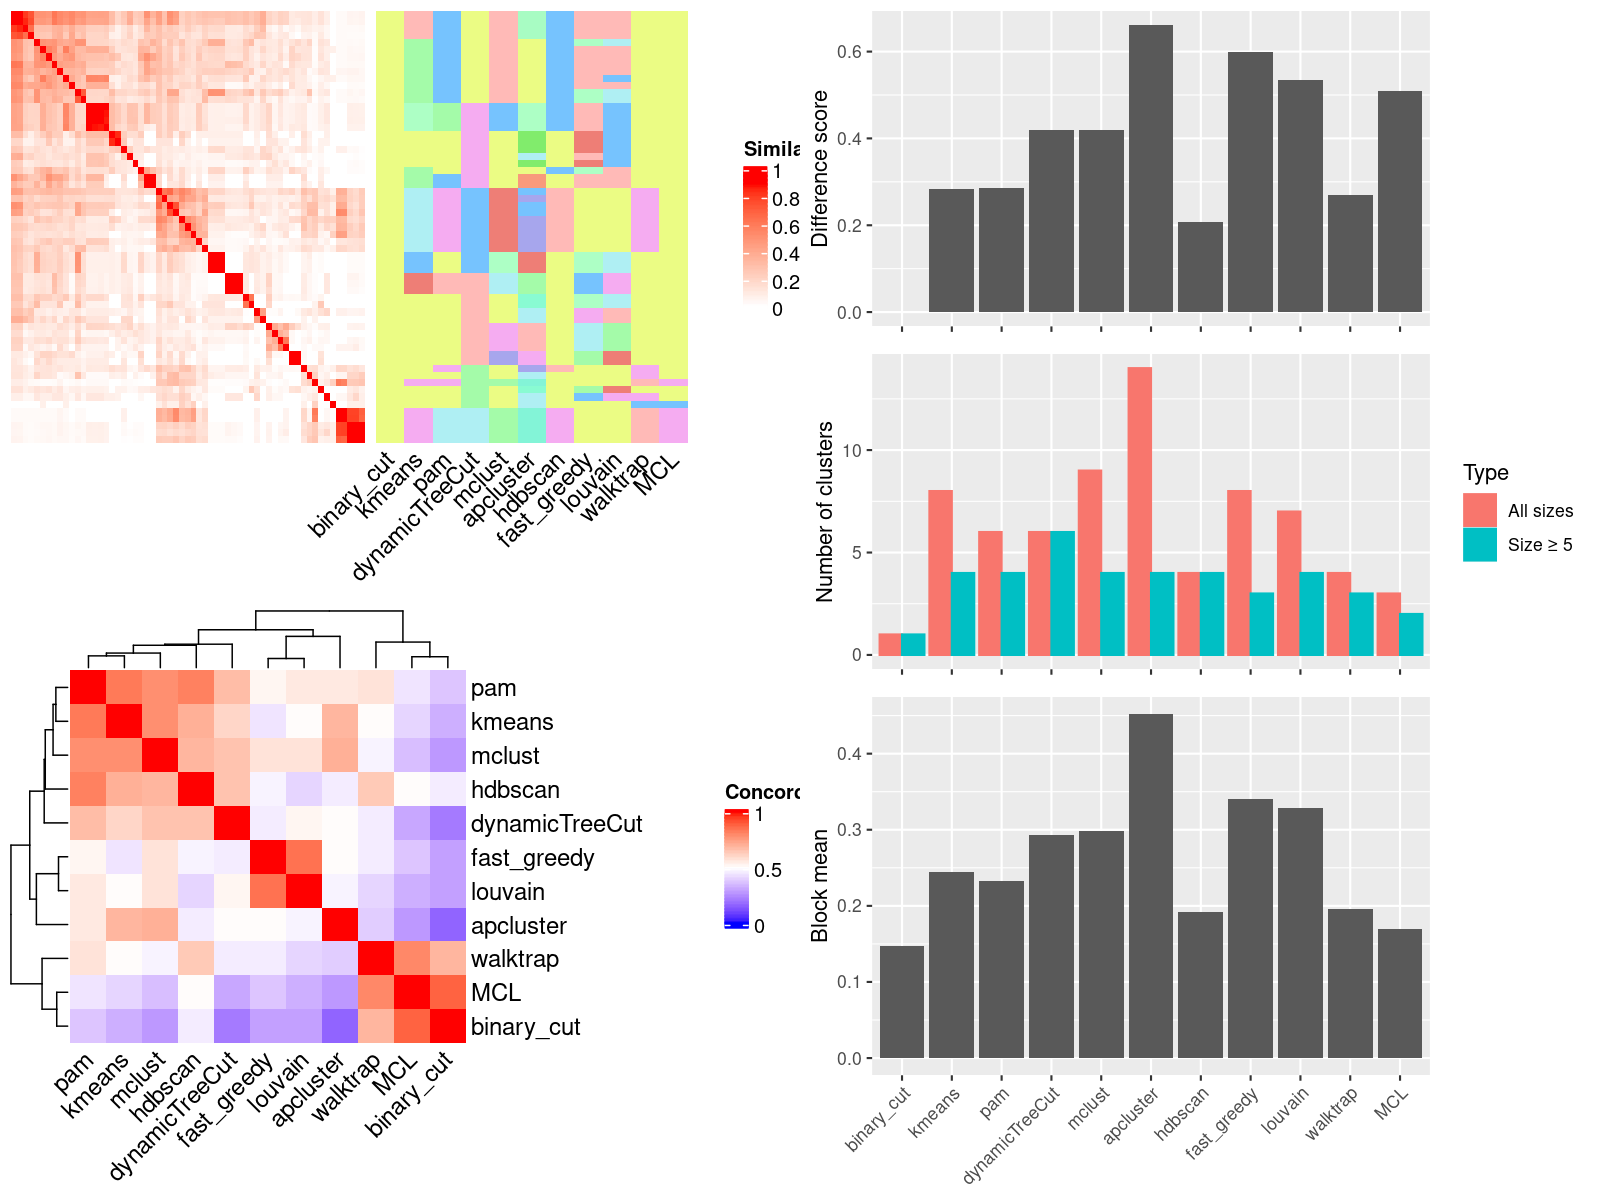 Simila
1
0.8
0.6
0.4
0.2
0
binary_cut
kmeans
pam
dynamicTreeCut
mclust
apcluster
hdbscan
fast_greedy
louvain
walktrap
MCL
pam
kmeans
mclust
hdbscan
dynamicTreeCut
fast_greedy
louvain
apcluster
walktrap
MCL
binary_cut
pam
kmeans
mclust
hdbscan
dynamicTreeCut
fast_greedy
louvain
apcluster
walktrap
MCL
binary_cut
Concord
1
0.5
0
Difference score
0.6
0.4
0.2
0.0
Number of clusters
10
5
0
Type
All sizes
Size ≥ 5
Block mean
0.4
0.3
0.2
0.1
0.0
binary_cut
kmeans
pam
dynamicTreeCut
mclust
apcluster
hdbscan
fast_greedy
louvain
walktrap
MCL